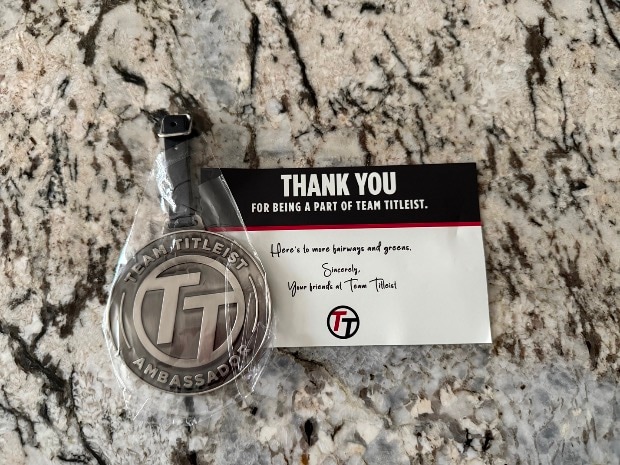 TEAM TITLEIST
TT
AMBASSADOR
THANK YOU
FOR BEING A PART OF TEAM TITLEIST.
Here's to more fairways and greens.
Sincerely,
Your friends at Team Titleist
TT